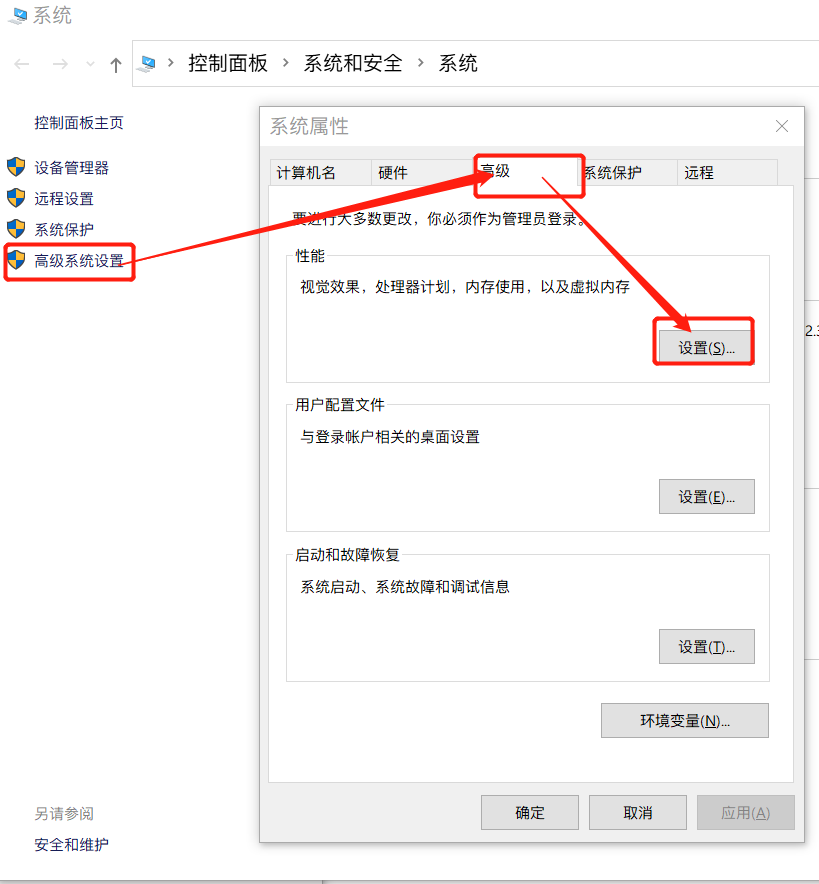 系统
控制面板 › 系统和安全 › 系统
控制面板主页
设备管理器
远程设置
系统保护
高级系统设置
系统属性
计算机名 硬件 高级 系统保护 远程
要进行大多数更改，你必须作为管理员登录。
性能
视觉效果，处理器计划，内存使用，以及虚拟内存
设置(S)...
用户配置文件
与登录帐户相关的桌面设置
设置(E)...
启动和故障恢复
系统启动、系统故障和调试信息
设置(T)...
环境变量(N)...
确定 取消 应用(A)
另请参阅
安全和维护